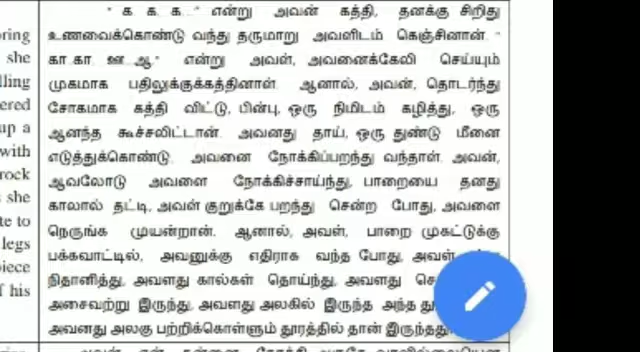 oring
she
lling
ered
up a
with
rock
she
te to
legs
piece
f his
" க. க. க..." என்று அவன் கத்தி, தனக்கு சிறிது
உணவைக்கொண்டு வந்து தருமாறு அவளிடம் கெஞ்சினான். "
கா.கா. ஊ.ஆ." என்று அவள், அவனைக்கேலி செய்யும்
முகமாக பதிலுக்குக்கத்தினாள். ஆனால், அவன், தொடர்ந்து
சோகமாக கத்தி விட்டு, பின்பு, ஒரு நிமிடம் கழித்து, ஒரு
ஆனந்த கூச்சலிட்டான். அவனது தாய், ஒரு துண்டு மீனை
எடுத்துக்கொண்டு அவனை நோக்கிப்பறந்து வந்தாள். அவன்,
ஆவலோடு அவளை நோக்கிச்சாய்ந்து, பாறையை தனது
காலால் தட்டி, அவள் குறுக்கே பறந்து சென்ற போது, அவளை
நெருங்க முயன்றான். ஆனால், அவள், பாறை முகட்டுக்கு
பக்கவாட்டில், அவனுக்கு எதிராக வந்த போது, அவள்
நிதானித்து, அவளது கால்கள் தொய்ந்து, அவளது
அசைவற்று இருந்து, அவளது அலகில் இருந்த அந்த
அவனது அலகு பற்றிக்கொள்ளும் தூரத்தில் தான் இருந்தது